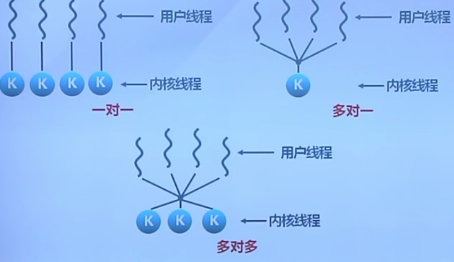 用户线程
K K K K
内核线程
一对一
用户线程
K
内核线程
多对一
用户线程
K K K
内核线程
多对多